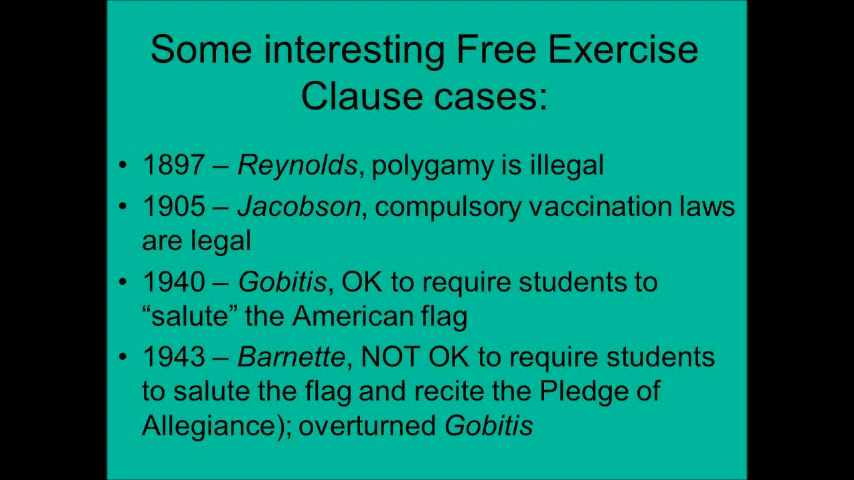 Some interesting Free Exercise
Clause cases:
• 1897 – Reynolds, polygamy is illegal
• 1905 – Jacobson, compulsory vaccination laws
are legal
• 1940 – Gobitis, OK to require students to
“salute” the American flag
• 1943 – Barnette, NOT OK to require students
to salute the flag and recite the Pledge of
Allegiance); overturned Gobitis